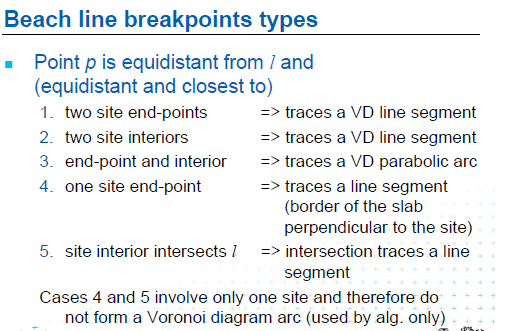 Beach line breakpoints types
Point p is equidistant from l and
(equidistant and closest to)
1. two site end-points => traces a VD line segment
2. two site interiors => traces a VD line segment
3. end-point and interior => traces a VD parabolic arc
4. one site end-point => traces a line segment
(border of the slab
perpendicular to the site)
5. site interior intersects l => intersection traces a line
segment
Cases 4 and 5 involve only one site and therefore do
not form a Voronoi diagram arc (used by alg. only)